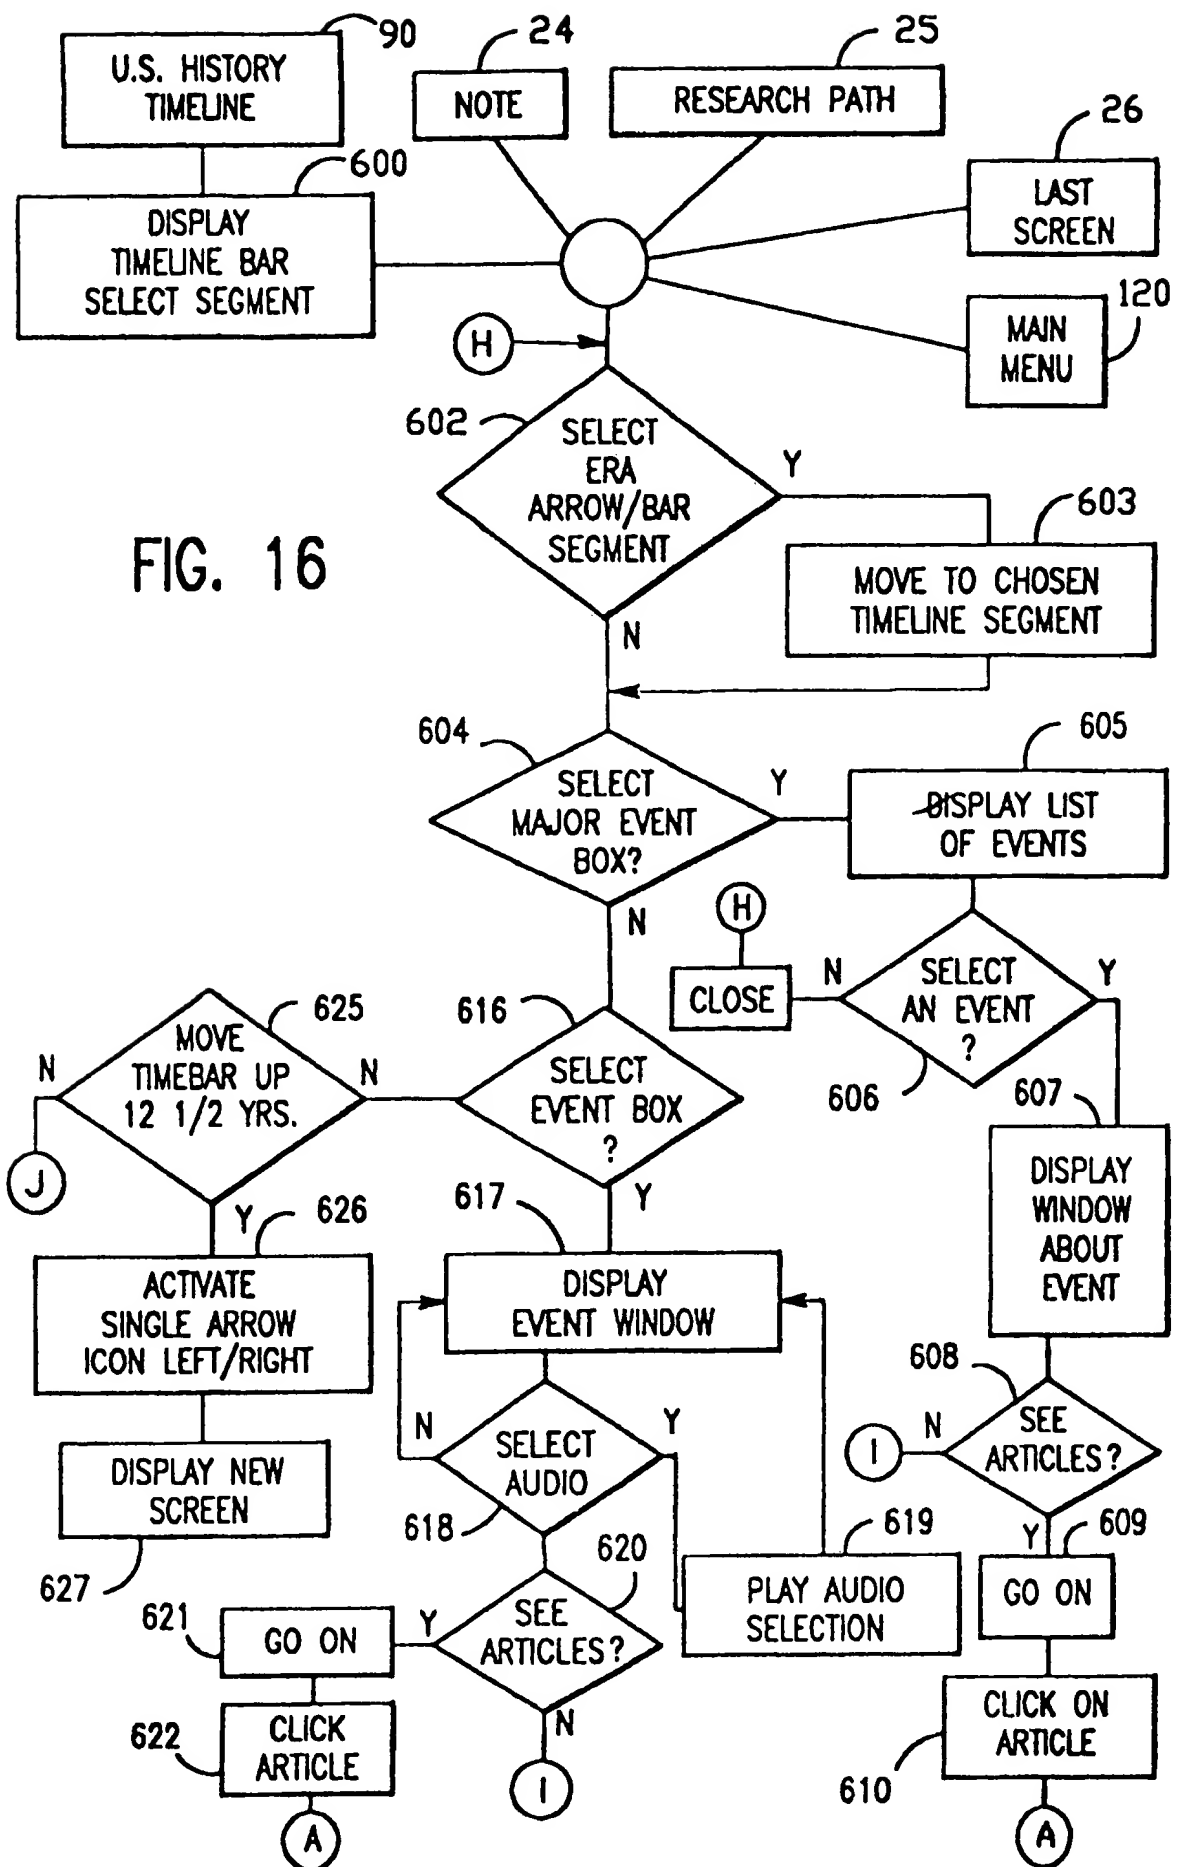 90
U.S. HISTORY
TIMELINE
24
NOTE
25
RESEARCH PATH
26
LAST
SCREEN
600
DISPLAY
TIMELINE BAR
SELECT SEGMENT
120
MAIN
MENU
H
602
SELECT
ERA
ARROW/BAR
SEGMENT
Y
N
603
MOVE TO CHOSEN
TIMELINE SEGMENT
FIG. 16
604
SELECT
MAJOR EVENT
BOX?
Y
N
605
DISPLAY LIST
OF EVENTS
H
CLOSE
N
SELECT
AN EVENT
?
Y
606
607
DISPLAY
WINDOW
ABOUT
EVENT
625
MOVE
TIMEBAR UP
12 1/2 YRS.
N
N
J
Y
616
SELECT
EVENT BOX
?
Y
626
ACTIVATE
SINGLE ARROW
ICON LEFT/RIGHT
DISPLAY NEW
SCREEN
627
617
DISPLAY
EVENT WINDOW
N
SELECT
AUDIO
Y
618
619
PLAY AUDIO
SELECTION
620
SEE
ARTICLES?
Y
N
I
621
GO ON
622
CLICK
ARTICLE
A
608
SEE
ARTICLES?
N
I
Y
609
GO ON
CLICK ON
ARTICLE
610
A